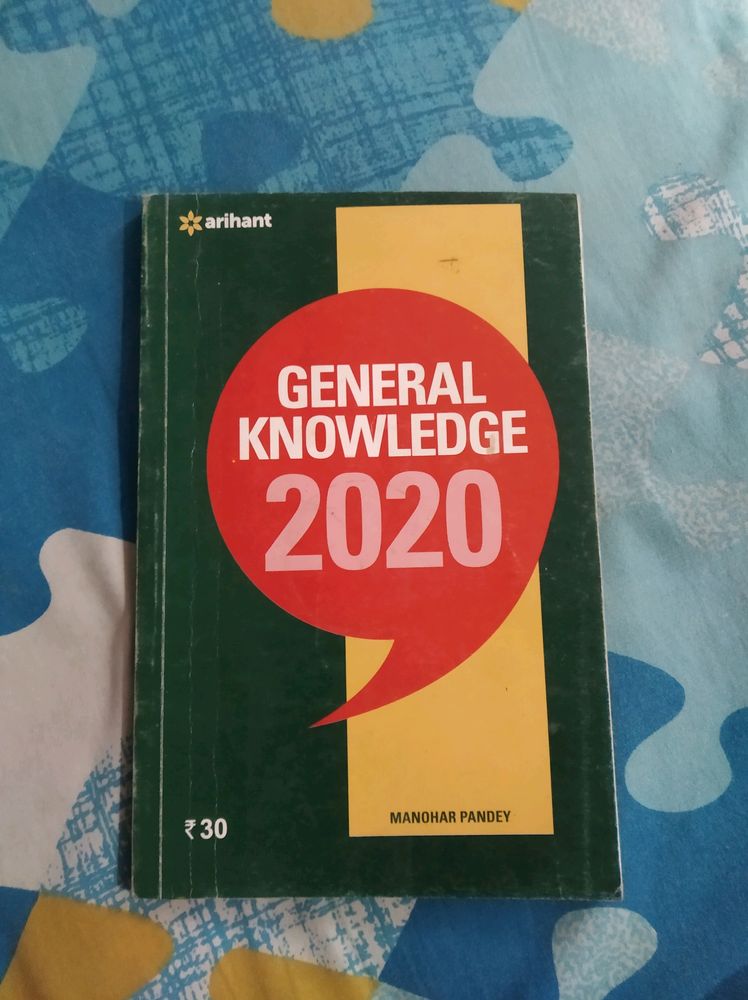 arihant
GENERAL
KNOWLEDGE
2020
MANOHAR PANDEY
₹30